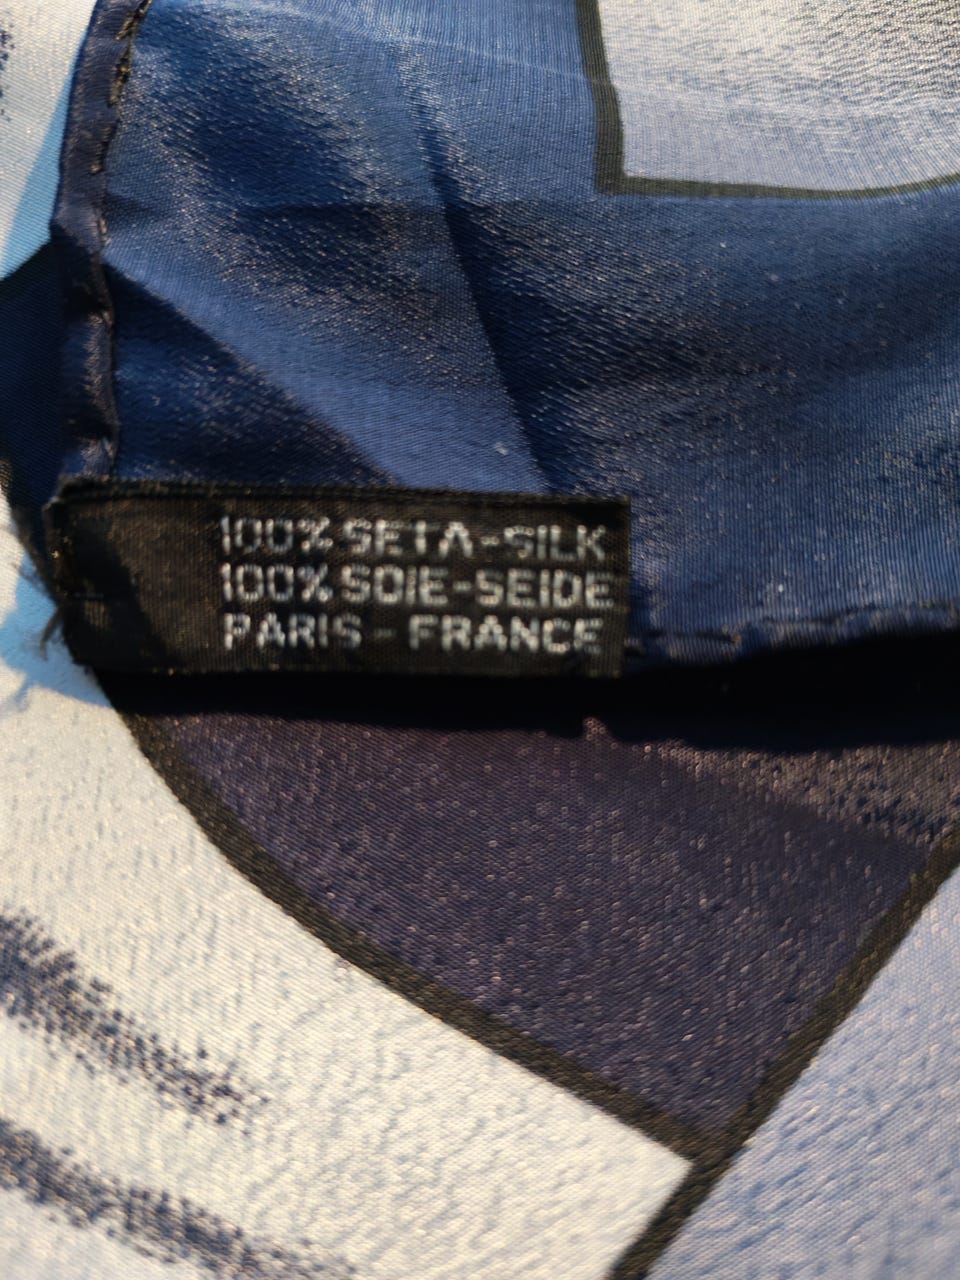 100% SETA-SILK
100% SOIE-SEIDE
PARIS - FRANCE